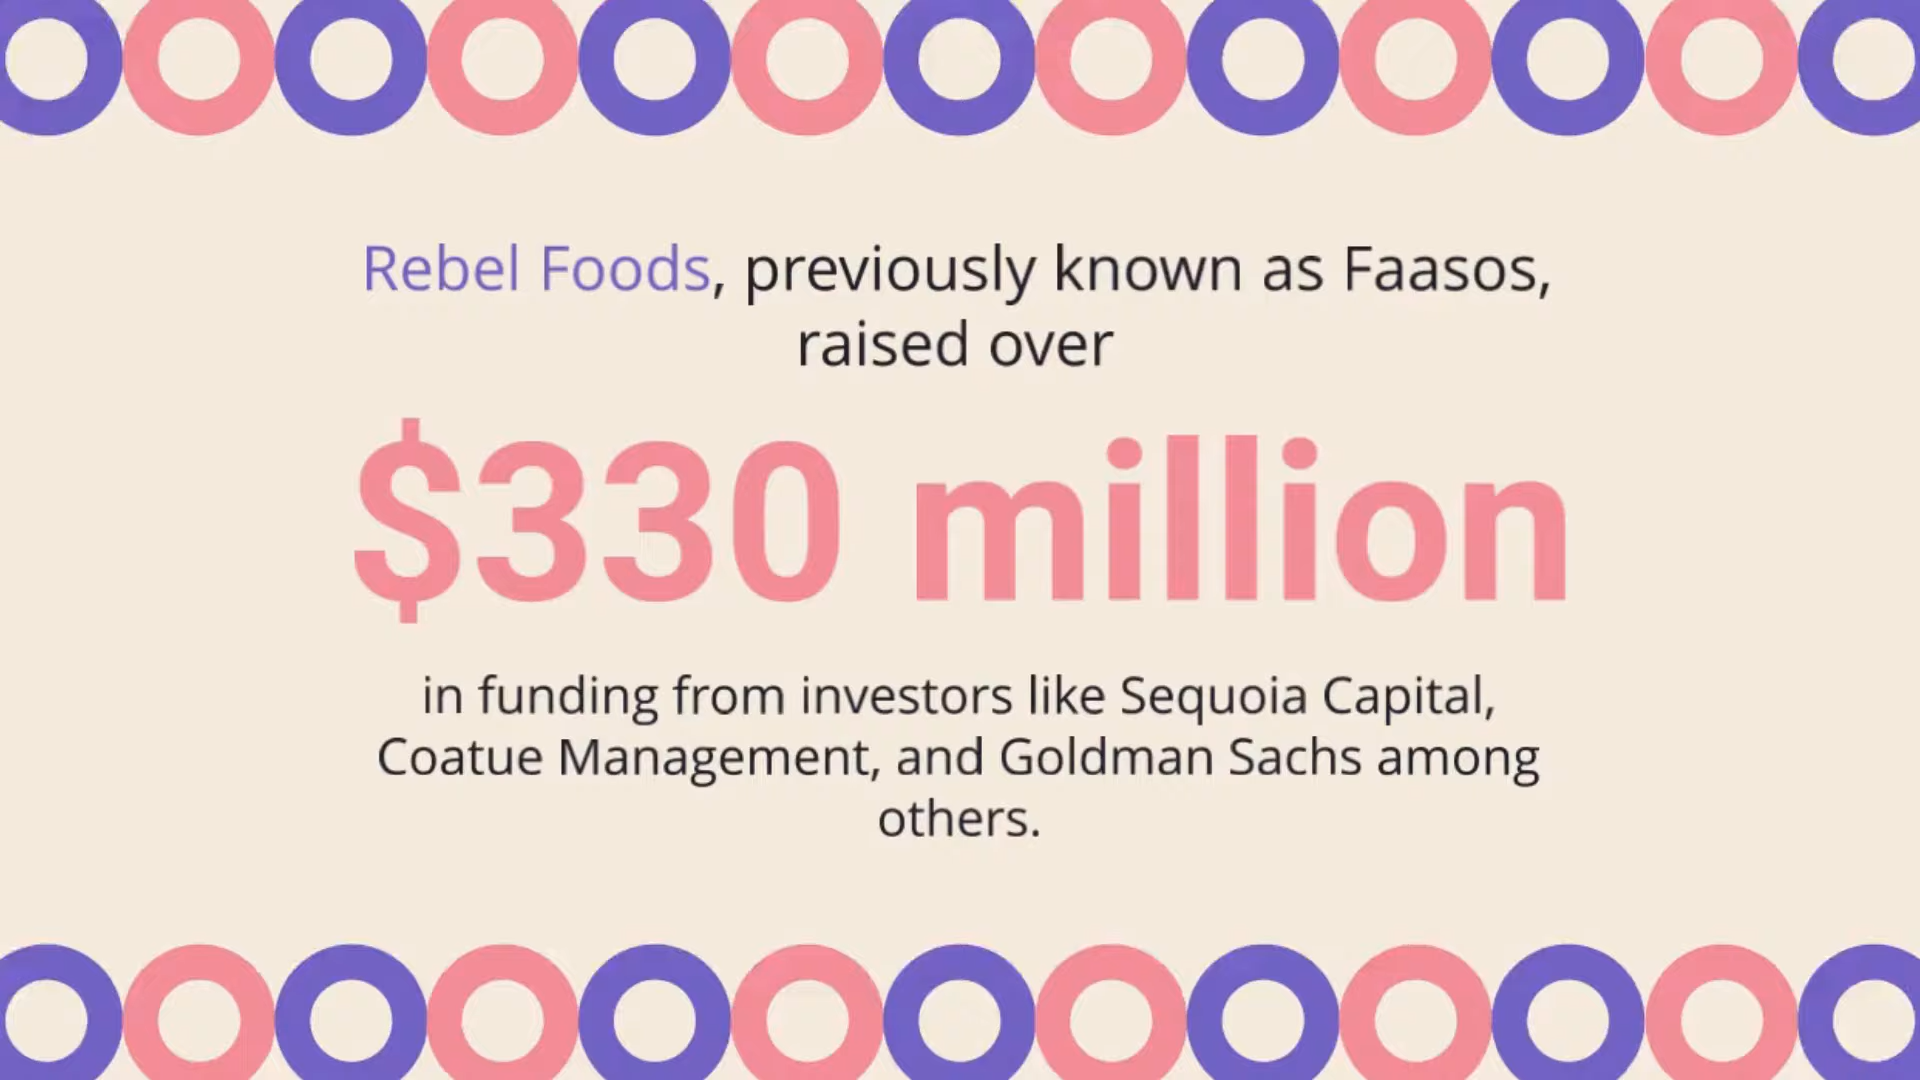 Rebel Foods, previously known as Faasos,
raised over
$330 million
in funding from investors like Sequoia Capital,
Coatue Management, and Goldman Sachs among
others.